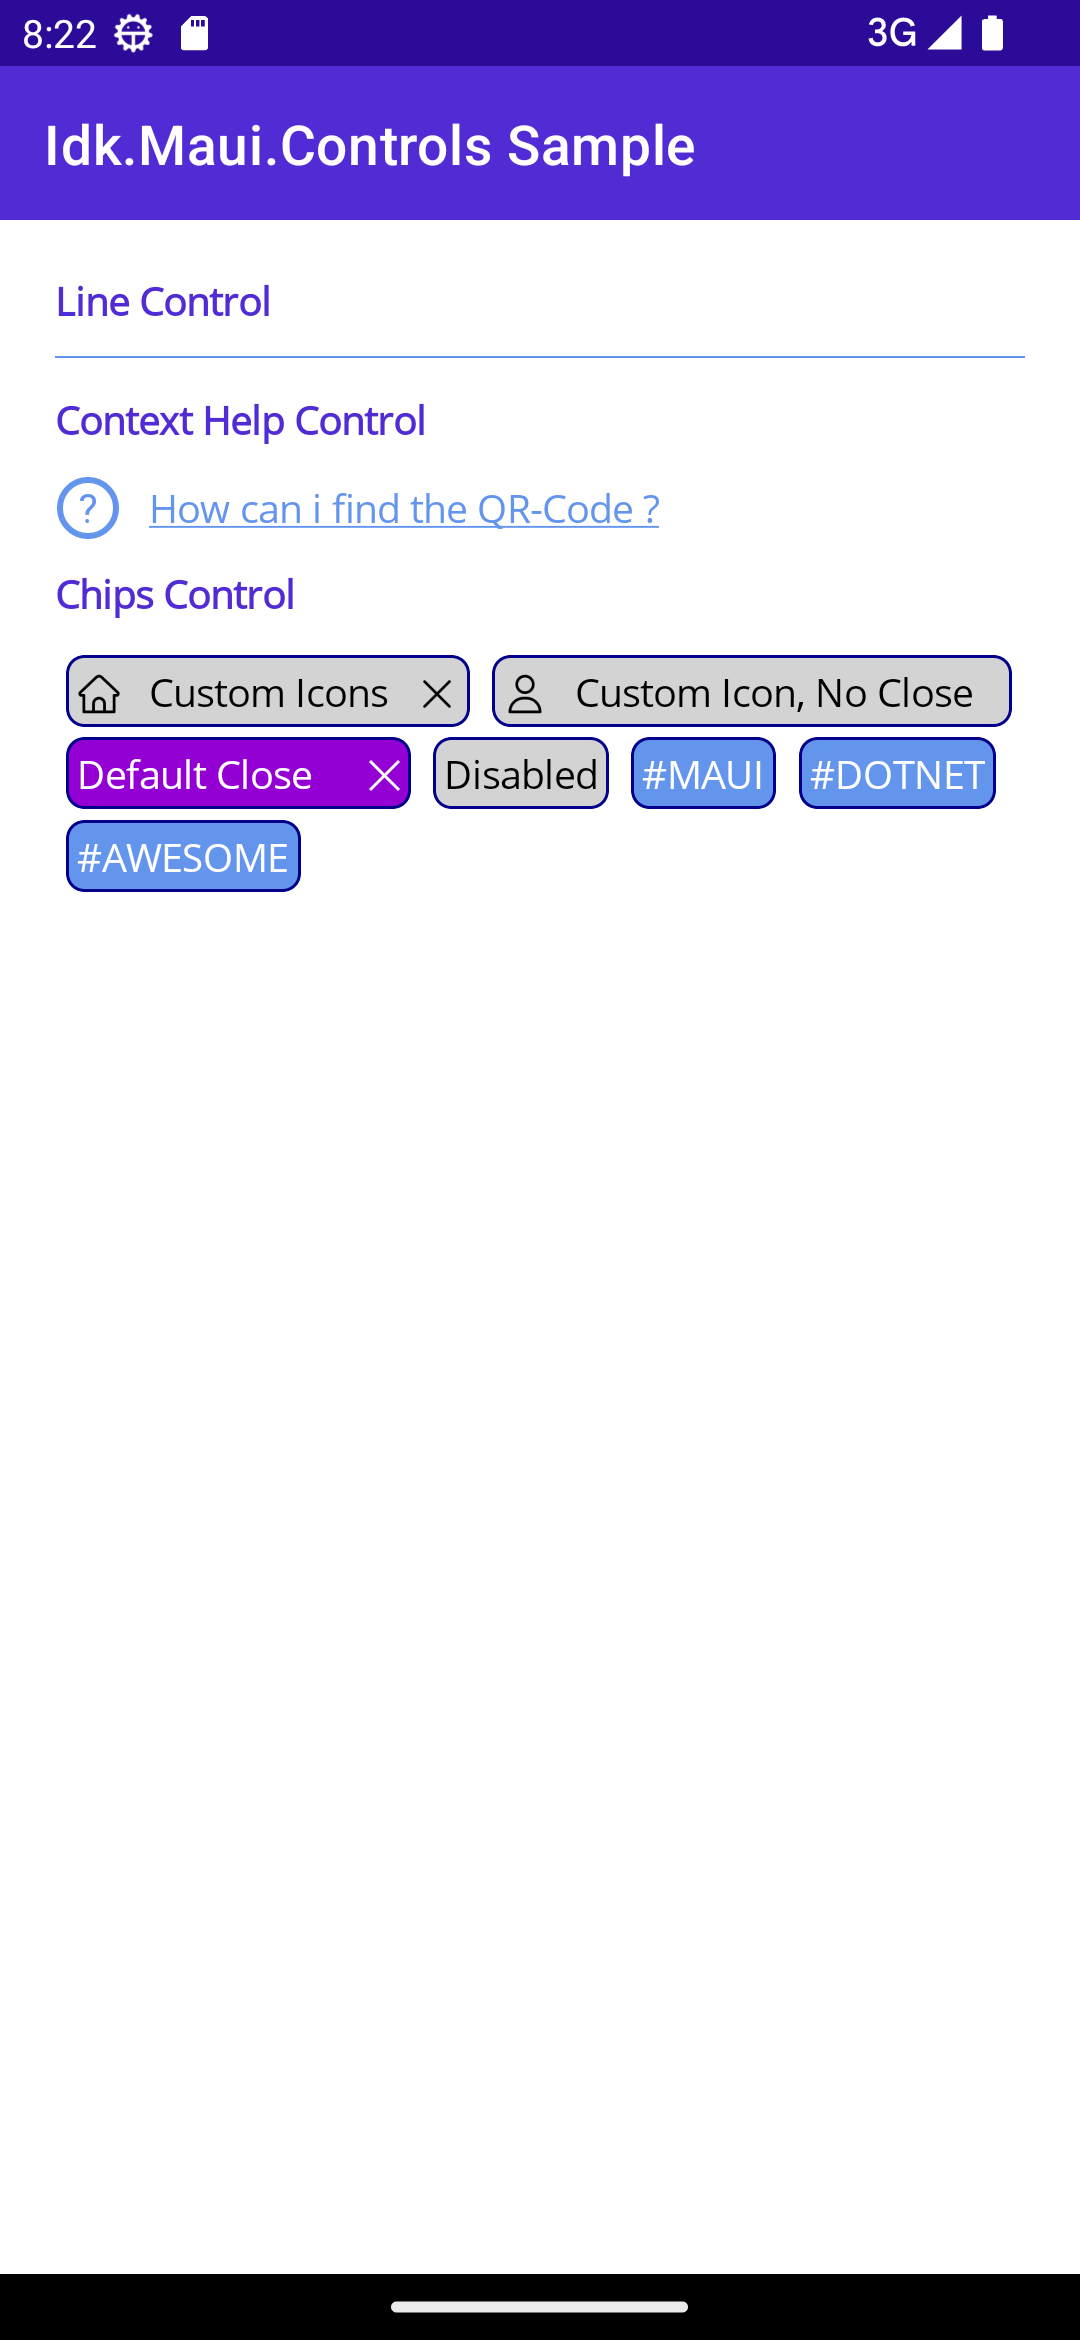 8:22 3G
Idk.Maui.Controls Sample
Line Control
Context Help Control
? How can i find the QR-Code ?
Chips Control
Custom Icons Custom Icon, No Close
Default Close Disabled #MAUI #DOTNET
#AWESOME